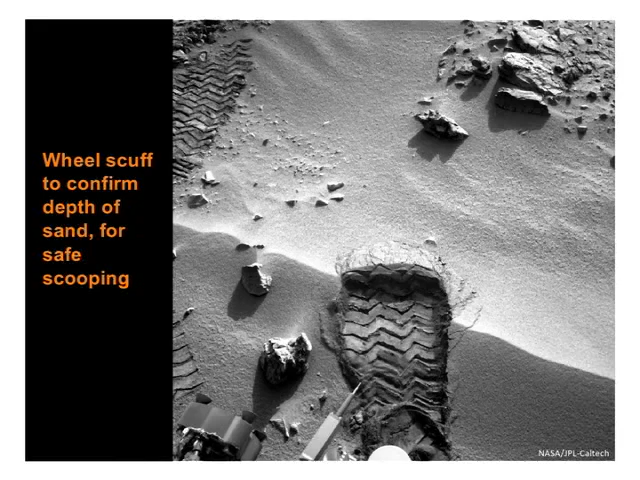 Wheel scuff
to confirm
depth of
sand, for
safe
scooping
NASA/JPL-Caltech